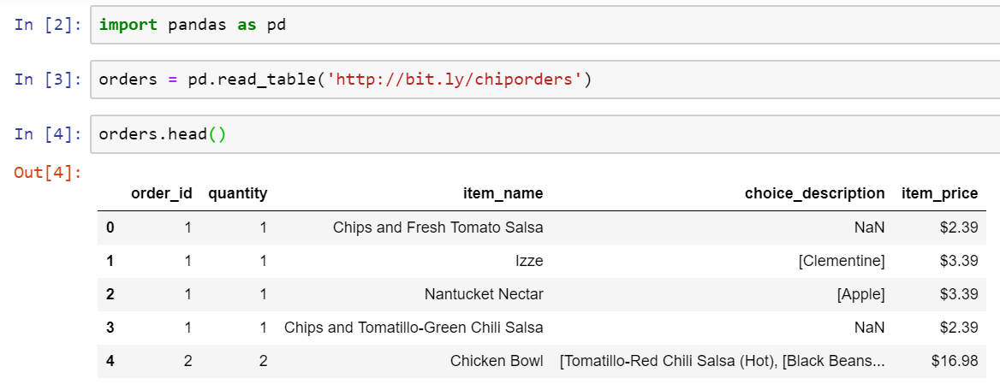 In [2]: import pandas as pd
In [3]: orders = pd.read_table('http://bit.ly/chiporders')
In [4]: orders.head()
Out[4]:
order_id quantity item_name choice_description item_price
0 1 1 Chips and Fresh Tomato Salsa NaN $2.39
1 1 1 Izze [Clementine] $3.39
2 1 1 Nantucket Nectar [Apple] $3.39
3 1 1 Chips and Tomatillo-Green Chili Salsa NaN $2.39
4 2 2 Chicken Bowl [Tomatillo-Red Chili Salsa (Hot), [Black Beans... $16.98